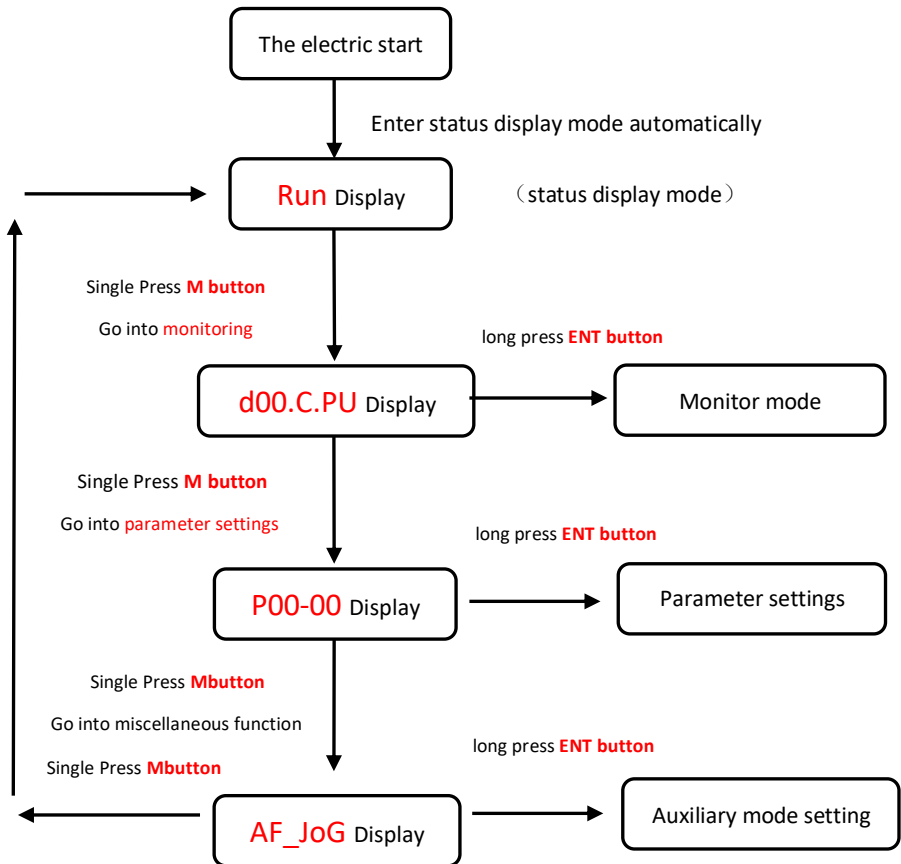 The electric start
Enter status display mode automatically
Run Display
（status display mode）
Single Press M button
Go into monitoring
long press ENT button
d00.C.PU Display
Monitor mode
Single Press M button
Go into parameter settings
long press ENT button
P00-00 Display
Parameter settings
Single Press Mbutton
Go into miscellaneous function
long press ENT button
Single Press Mbutton
AF_JoG Display
Auxiliary mode setting